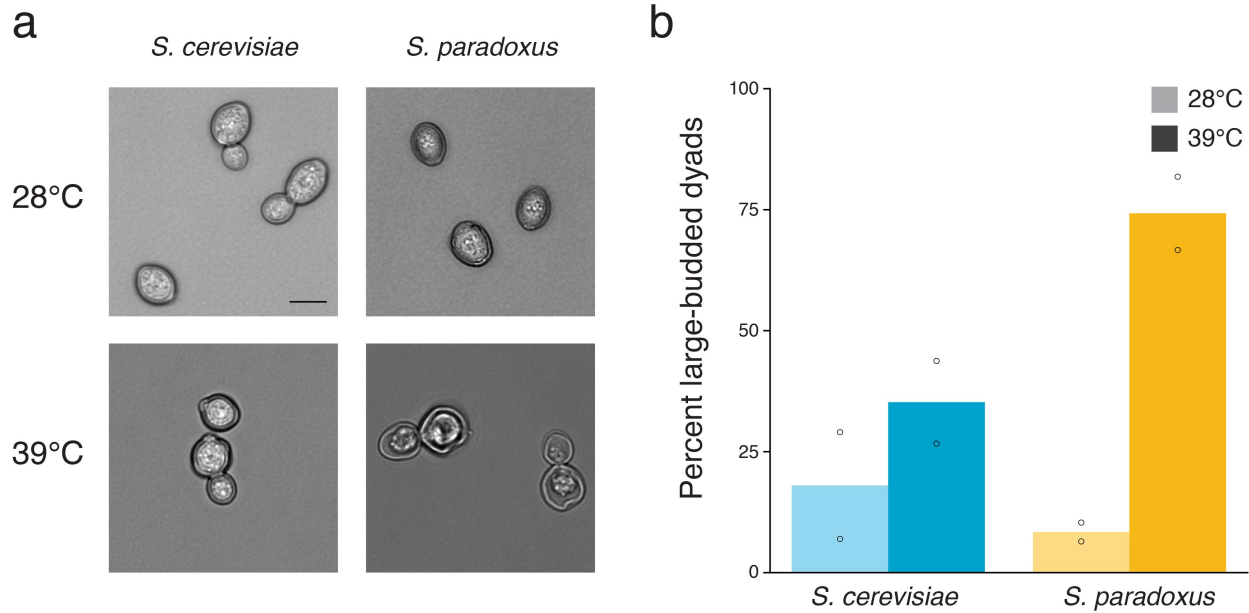 a
S. cerevisiae
S. paradoxus
28°C
39°C
b
Percent large-budded dyads
100
75
50
25
0
28°C
39°C
S. cerevisiae
S. paradoxus